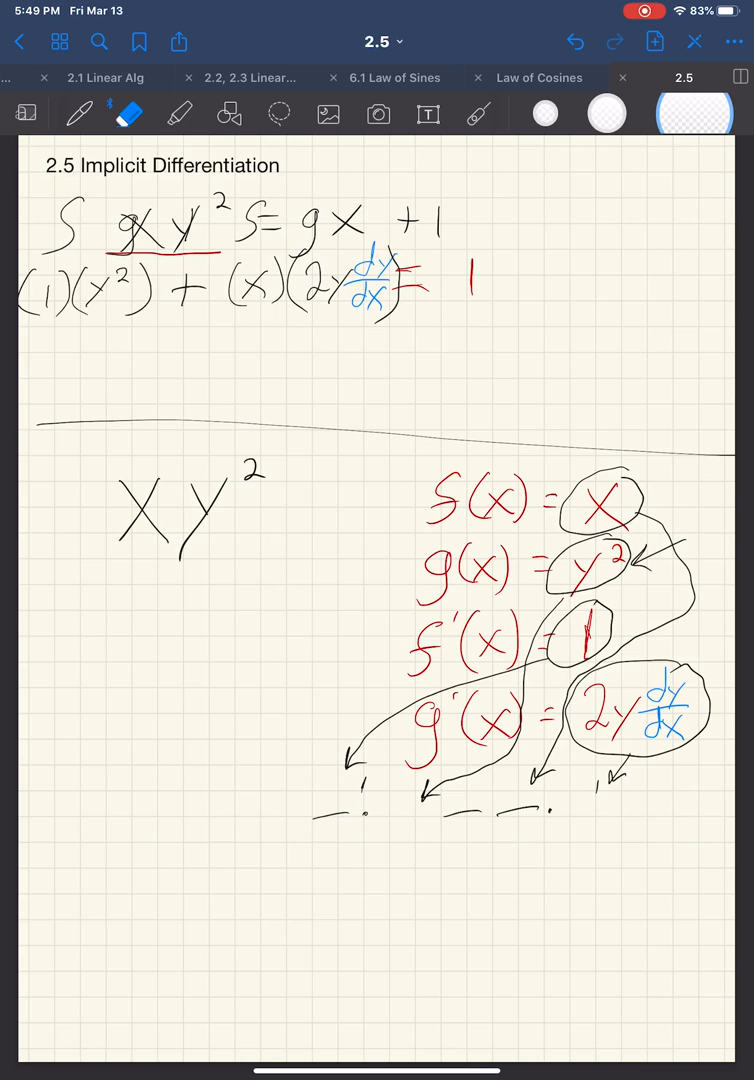 5:49 PM Fri Mar 13
83%
2.5
... 2.1 Linear Alg 2.2, 2.3 Linear... 6.1 Law of Sines Law of Cosines 2.5
T
2.5 Implicit Differentiation
xy² = x + 1
(1)(y²) + (x)(2y dy/dx) = 1
xy²
f(x) = x
g(x) = y²
f'(x) = 1
g'(x) = 2y dy/dx